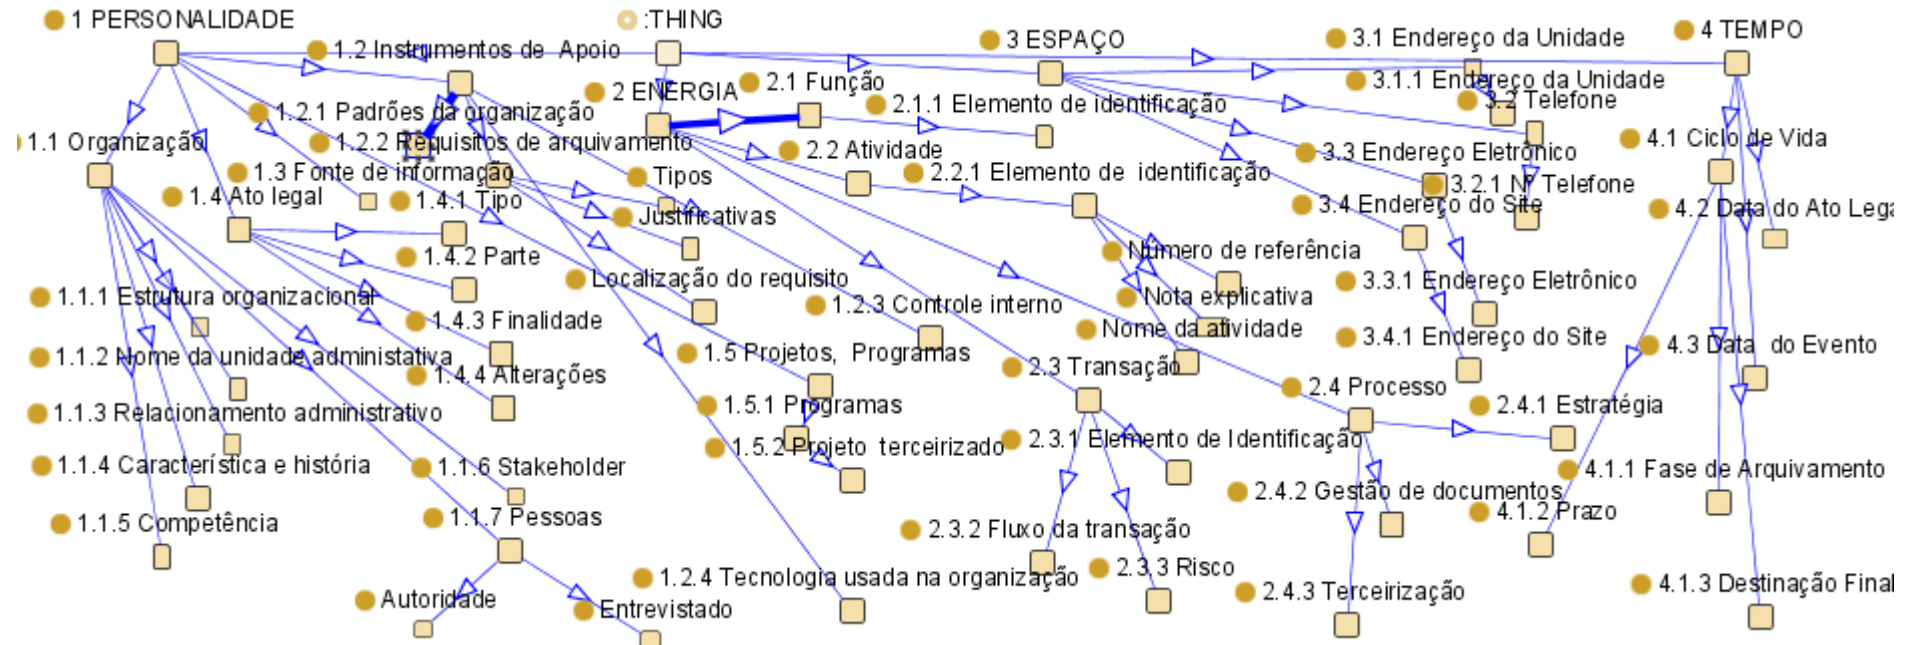 1 PERSONALIDADE
:THING
1.2 Instrumentos de Apoio
3 ESPAÇO
3.1 Endereço da Unidade
4 TEMPO
2 ENERGIA
2.1 Função
3.1.1 Endereço da Unidade
1.2.1 Padrões da organização
2.1.1 Elemento de identificação
3.2 Telefone
1.1 Organização
1.2.2 Requisitos de arquivamento
2.2 Atividade
3.3 Endereço Eletrônico
4.1 Ciclo de Vida
1.3 Fonte de informação
Tipos
2.2.1 Elemento de identificação
3.2.1 Nº Telefone
1.4 Ato legal
1.4.1 Tipo
Justificativas
3.4 Endereço do Site
4.2 Data do Ato Lega
1.4.2 Parte
Número de referência
Localização do requisito
3.3.1 Endereço Eletrônico
1.1.1 Estrutura organizacional
1.2.3 Controle interno
Nota explicativa
1.4.3 Finalidade
Nome da atividade
3.4.1 Endereço do Site
1.1.2 Nome da unidade administativa
1.5 Projetos, Programas
4.3 Data do Evento
1.4.4 Alterações
2.3 Transação
2.4 Processo
1.1.3 Relacionamento administrativo
1.5.1 Programas
2.4.1 Estratégia
1.5.2 Projeto terceirizado
2.3.1 Elemento de Identificação
1.1.4 Característica e história
1.1.6 Stakeholder
4.1.1 Fase de Arquivamento
2.4.2 Gestão de documentos
1.1.5 Competência
1.1.7 Pessoas
2.3.2 Fluxo da transação
4.1.2 Prazo
1.2.4 Tecnologia usada na organização
2.3.3 Risco
2.4.3 Terceirização
4.1.3 Destinação Final
Autoridade
Entrevistado